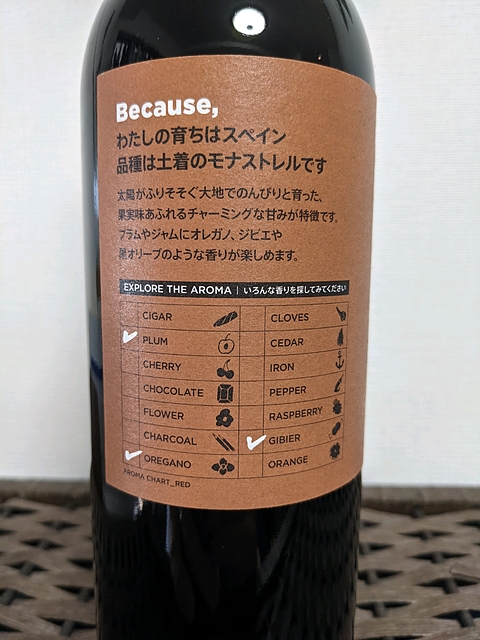 Because,
わたしの育ちはスペイン
品種は土着のモナストレルです
太陽がふりそそぐ大地でのんびりと育った、
果実味あふれるチャーミングな甘みが特徴です。
プラムやジャムにオレガノ、ジビエや
黒オリーブのような香りが楽しめます。
EXPLORE THE AROMA | いろんな香りを探してみてください
CIGAR
PLUM
CHERRY
CHOCOLATE
FLOWER
CHARCOAL
OREGANO
CLOVES
CEDAR
IRON
PEPPER
RASPBERRY
GIBIER
ORANGE
AROMA CHART_RED